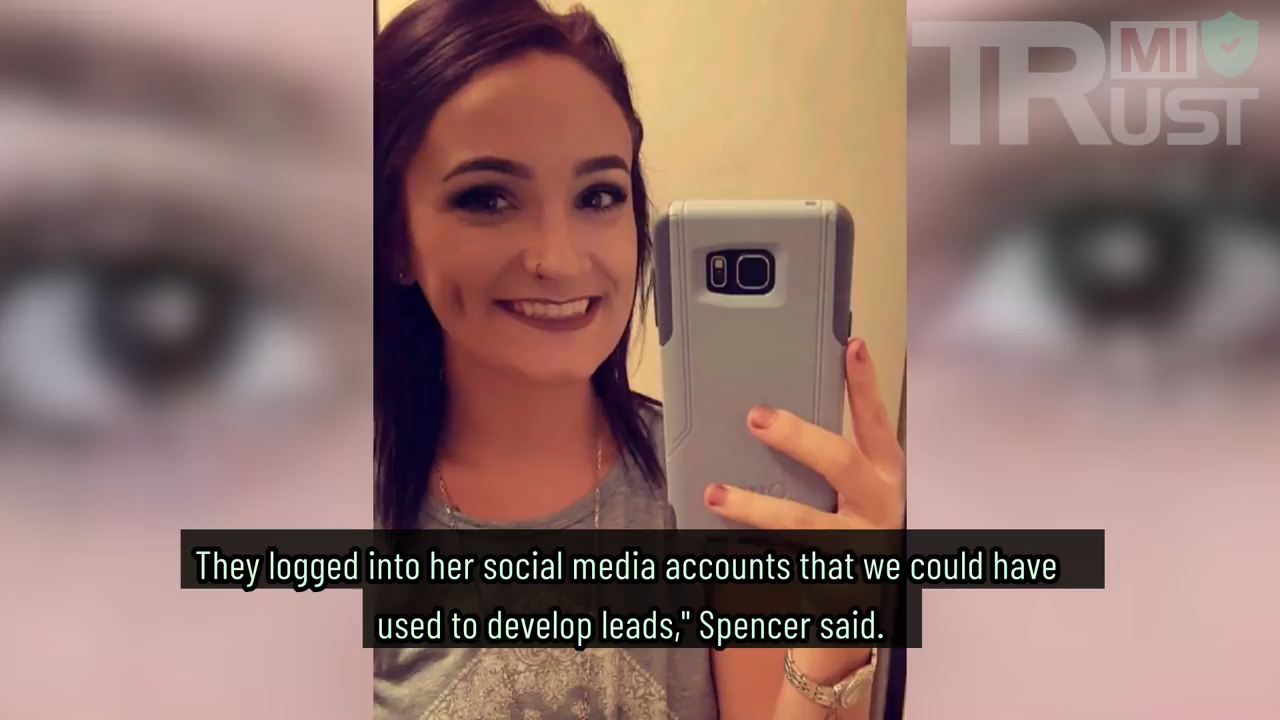 TRUST
MI
They logged into her social media accounts that we could have
used to develop leads," Spencer said.